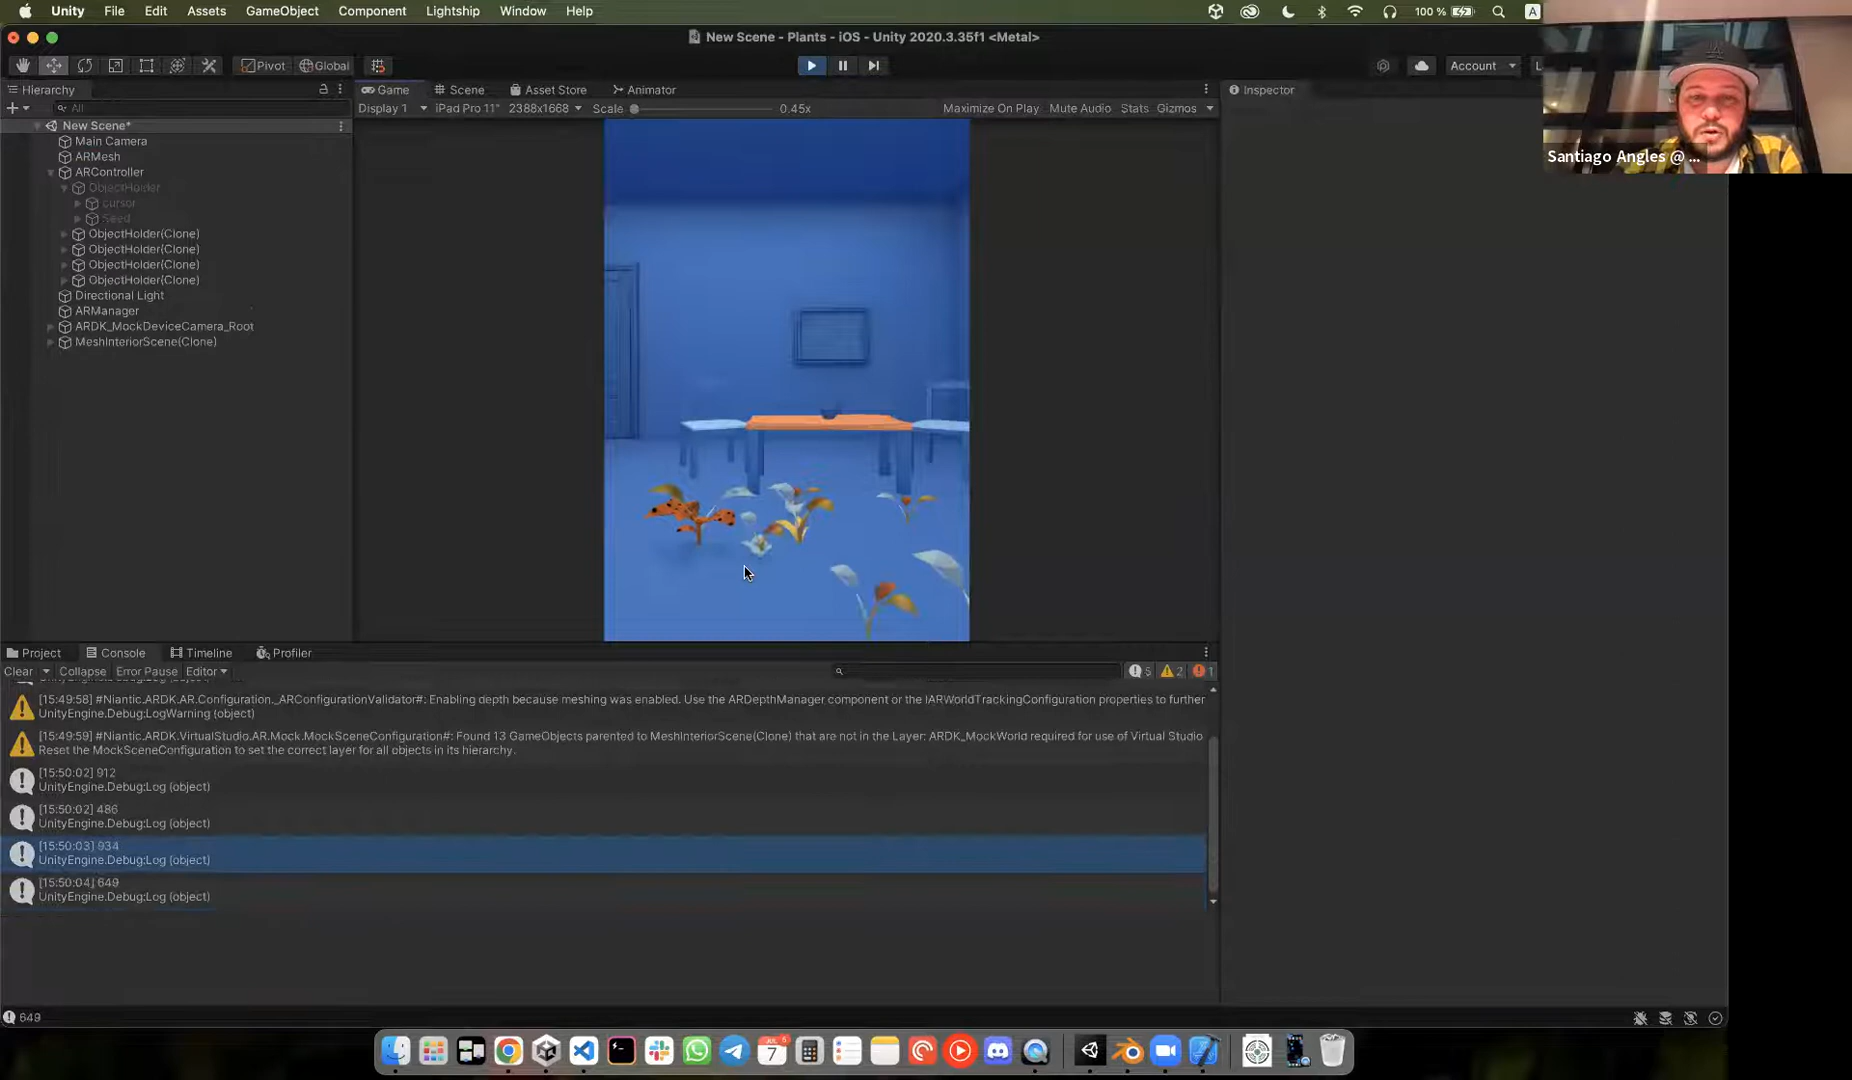 Unity File Edit Assets GameObject Component Lightship Window Help 100 % A
New Scene - Plants - iOS - Unity 2020.3.35f1 <Metal>
Pivot Global Account
Hierarchy Game Scene Asset Store Animator Inspector
All Display 1 iPad Pro 11" 2388x1668 Scale 0.45x Maximize On Play Mute Audio Stats Gizmos
Santiago Angles @ ...
New Scene*
Main Camera
ARMesh
ARController
ObjectHolder
cursor
Seed
ObjectHolder(Clone)
ObjectHolder(Clone)
ObjectHolder(Clone)
ObjectHolder(Clone)
Directional Light
ARManager
ARDK_MockDeviceCamera_Root
MeshInteriorScene(Clone)
Project Console Timeline Profiler
Clear Collapse Error Pause Editor 5 2 1
[15:49:58] #Niantic.ARDK.AR.Configuration._ARConfigurationValidator#: Enabling depth because meshing was enabled. Use the ARDepthManager component or the IARWorldTrackingConfiguration properties to further
UnityEngine.Debug:LogWarning (object)
[15:49:59] #Niantic.ARDK.VirtualStudio.AR.Mock.MockSceneConfiguration#: Found 13 GameObjects parented to MeshInteriorScene(Clone) that are not in the Layer: ARDK_MockWorld required for use of Virtual Studio
Reset the MockSceneConfiguration to set the correct layer for all objects in its hierarchy.
[15:50:02] 912
UnityEngine.Debug:Log (object)
[15:50:02] 486
UnityEngine.Debug:Log (object)
[15:50:03] 934
UnityEngine.Debug:Log (object)
[15:50:04] 649
UnityEngine.Debug:Log (object)
649
7